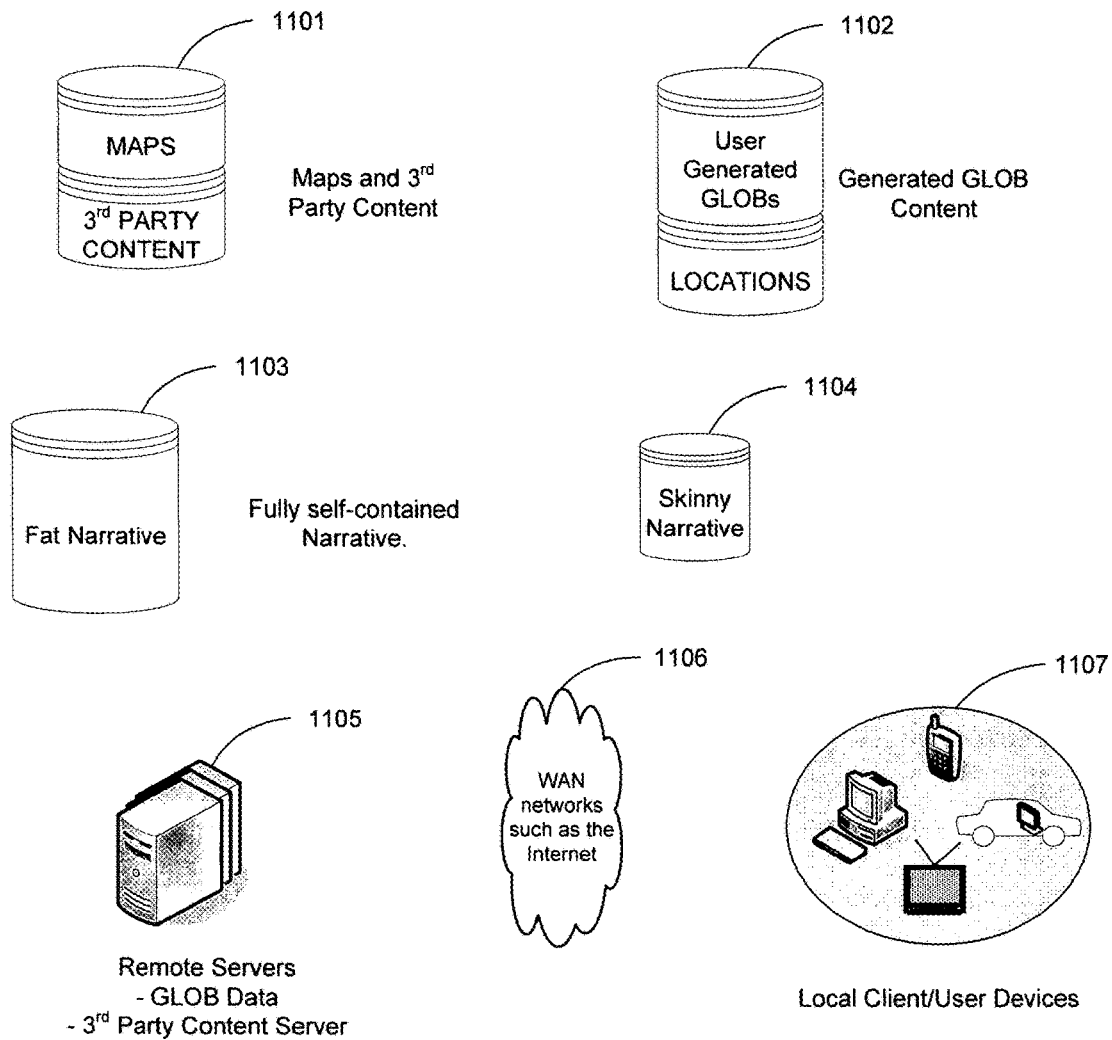 1101
MAPS
3rd PARTY
CONTENT
Maps and 3rd
Party Content
1102
User
Generated
GLOBs
LOCATIONS
Generated GLOB
Content
1103
Fat Narrative
Fully self-contained
Narrative.
1104
Skinny
Narrative
1105
Remote Servers
- GLOB Data
- 3rd Party Content Server
1106
WAN
networks
such as the
Internet
1107
Local Client/User Devices